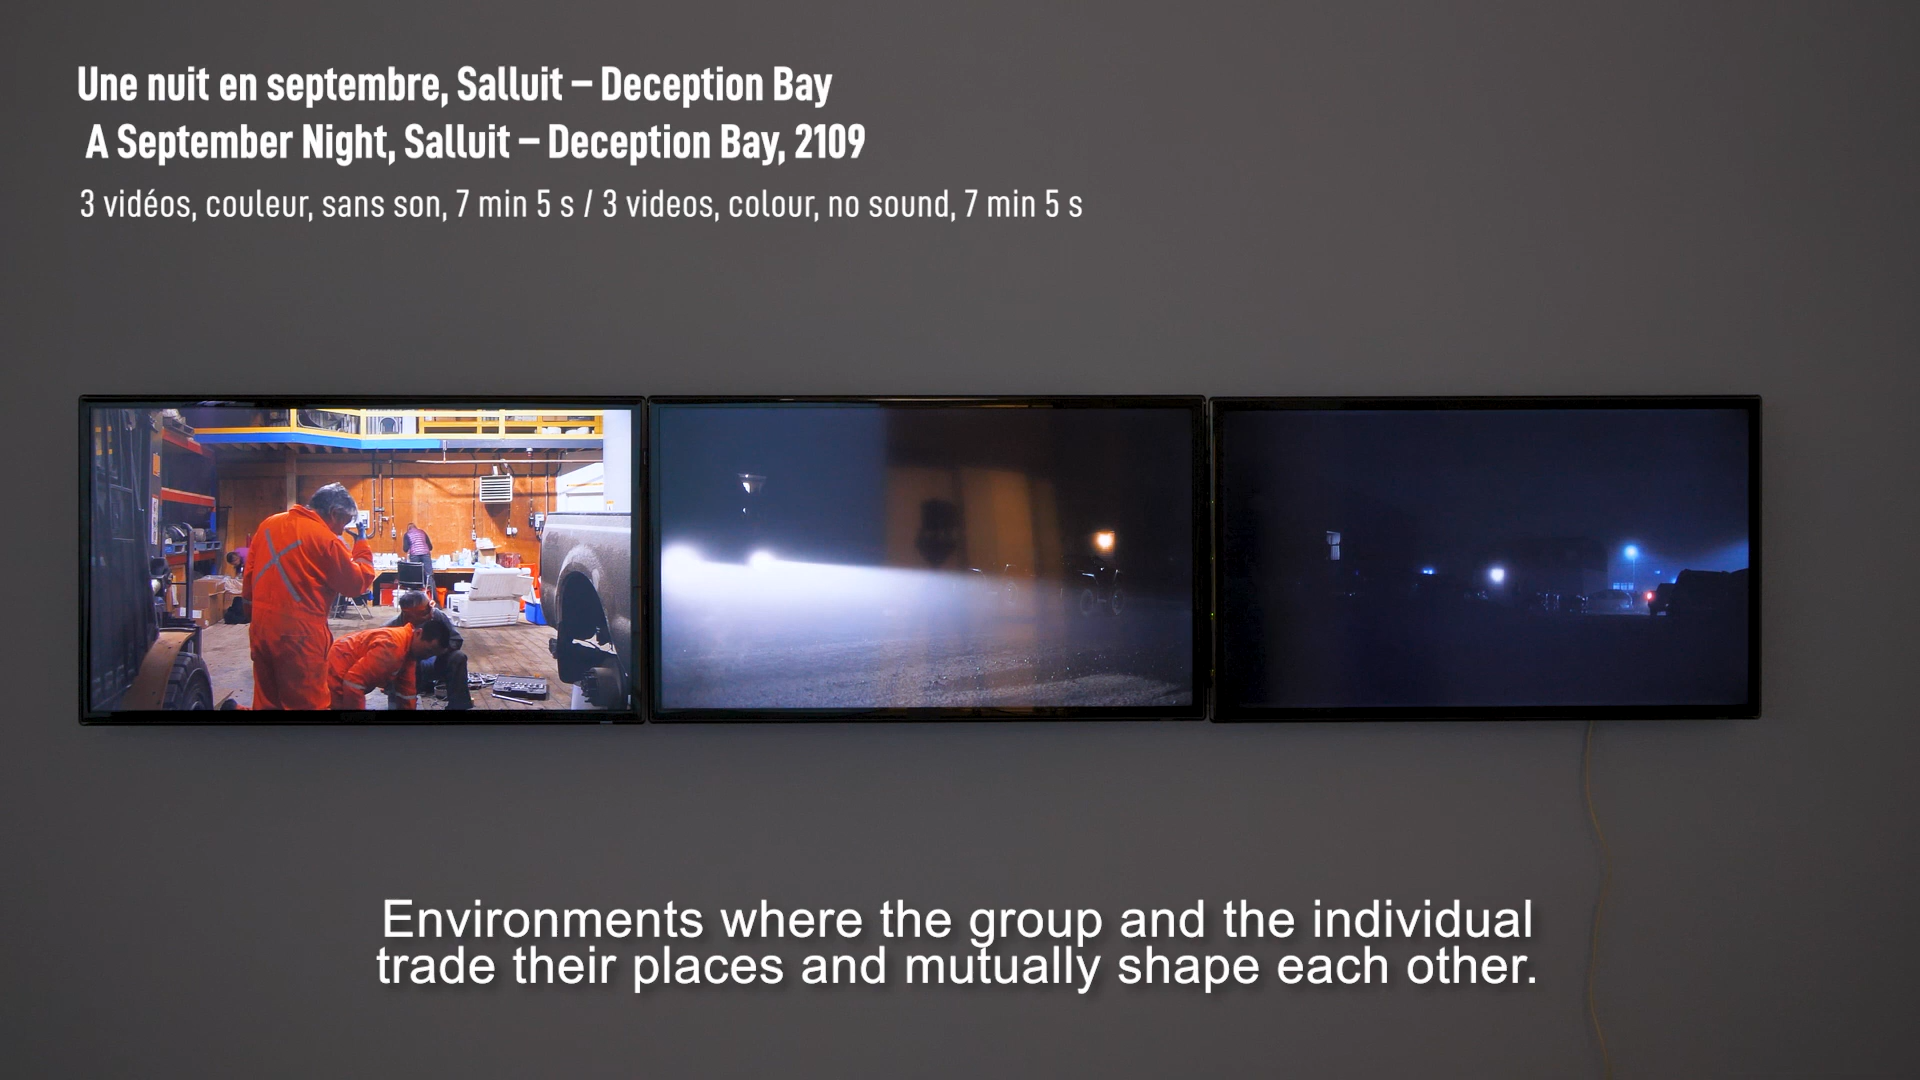 Une nuit en septembre, Salluit – Deception Bay
A September Night, Salluit – Deception Bay, 2109
3 vidéos, couleur, sans son, 7 min 5 s / 3 videos, colour, no sound, 7 min 5 s
Environments where the group and the individual
trade their places and mutually shape each other.